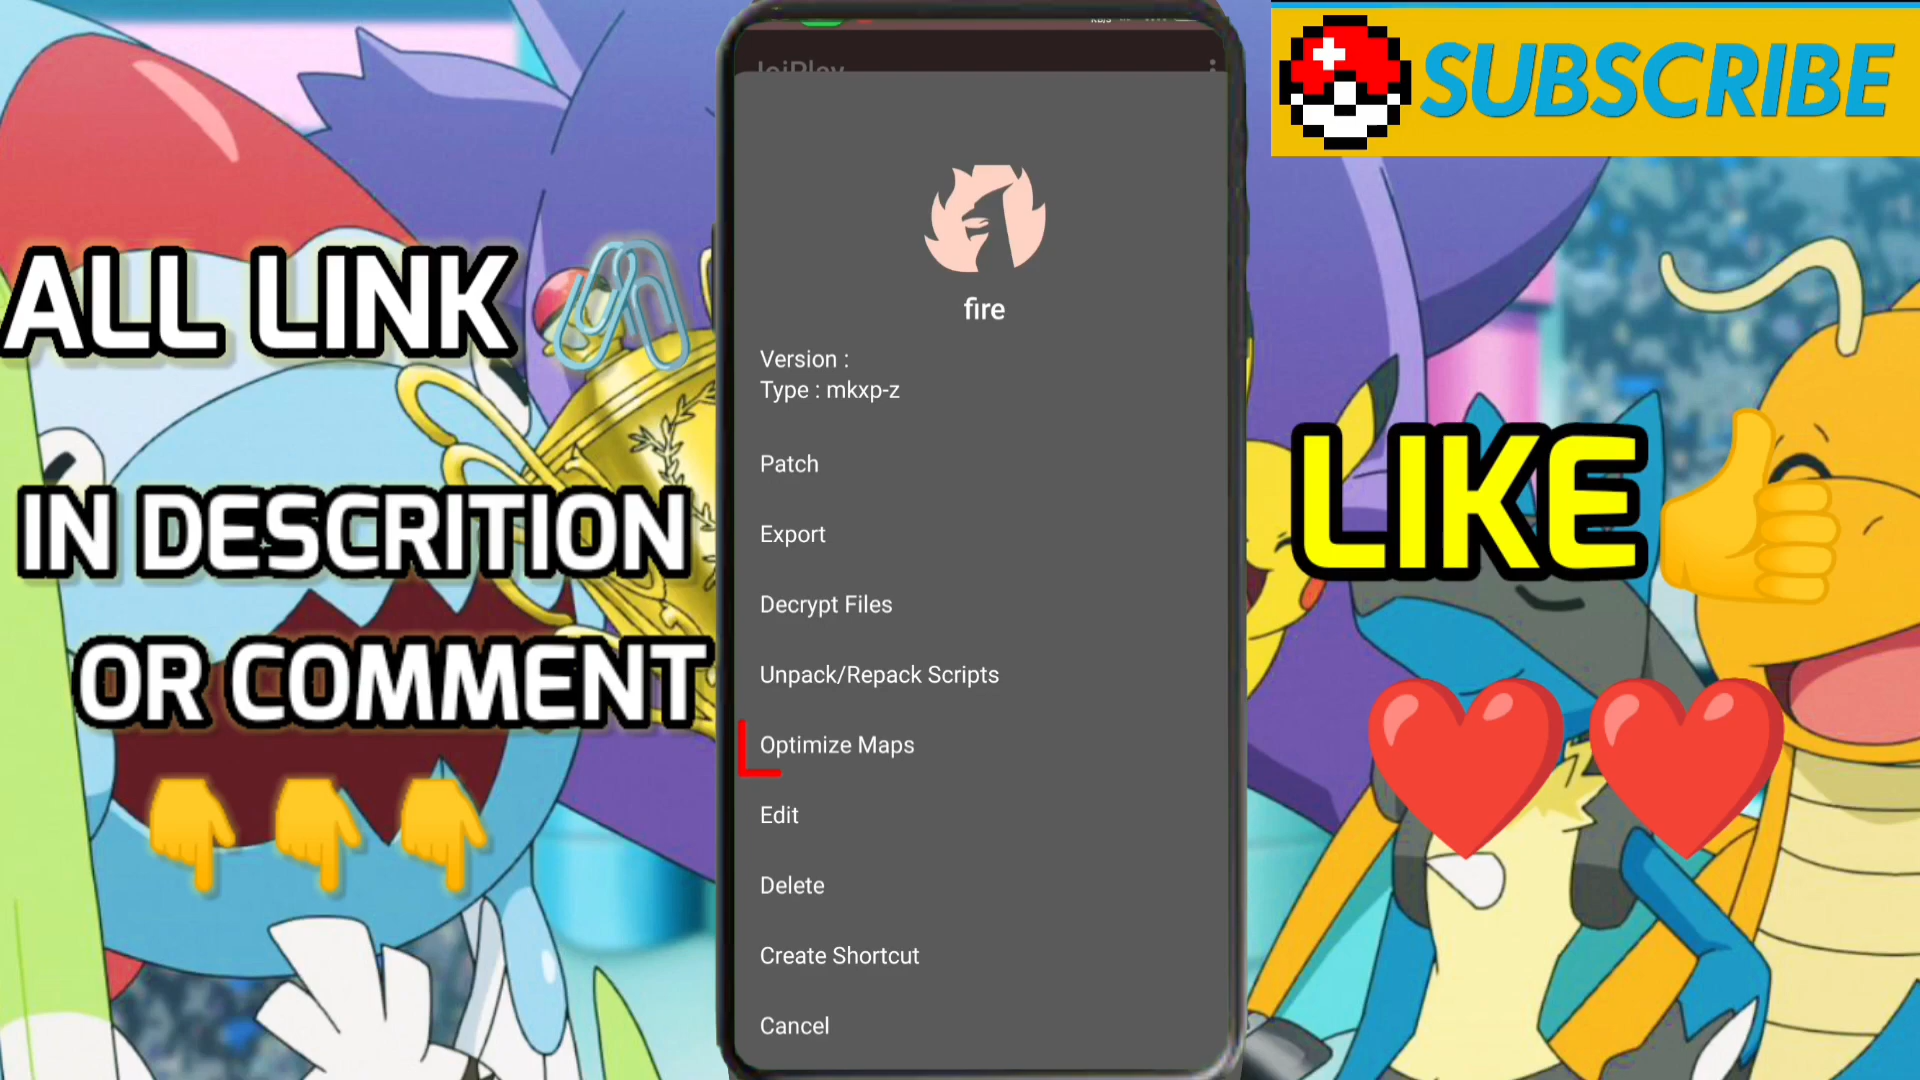 SUBSCRIBE
JoiPlay
ALL LINK
IN DESCRITION
OR COMMENT
fire
Version :
Type : mkxp-z
Patch
Export
Decrypt Files
Unpack/Repack Scripts
Optimize Maps
Edit
Delete
Create Shortcut
Cancel
LIKE